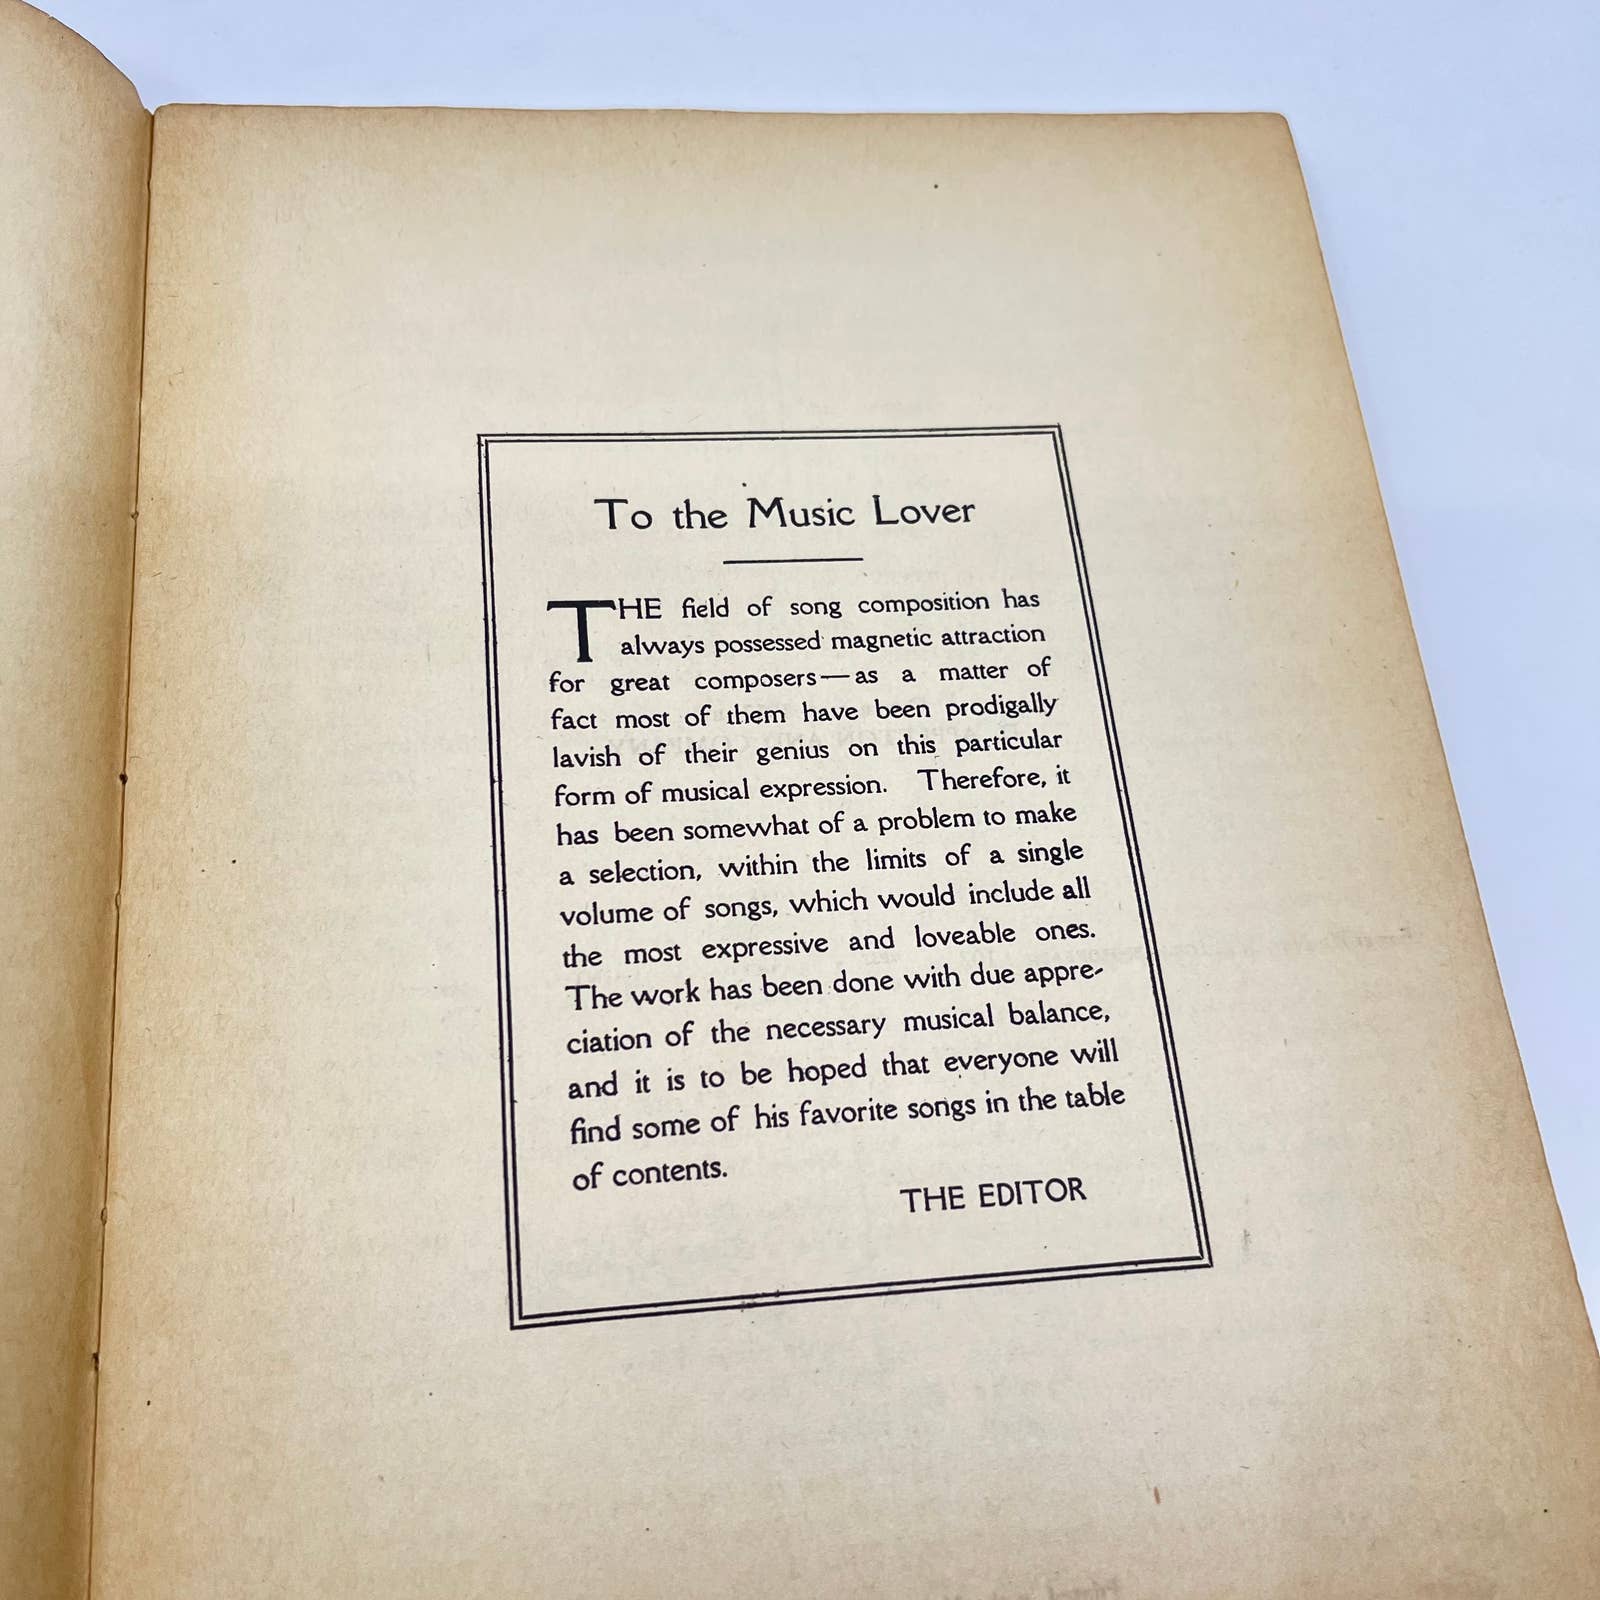 To the Music Lover
THE field of song composition has
always possessed magnetic attraction
for great composers—as a matter of
fact most of them have been prodigally
lavish of their genius on this particular
form of musical expression. Therefore, it
has been somewhat of a problem to make
a selection, within the limits of a single
volume of songs, which would include all
the most expressive and loveable ones.
The work has been done with due appre-
ciation of the necessary musical balance,
and it is to be hoped that everyone will
find some of his favorite songs in the table
of contents.
THE EDITOR